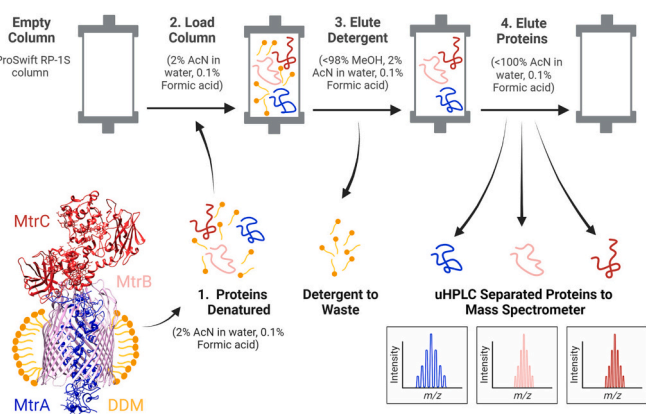 Empty
Column
ProSwift RP-1S
column
2. Load
Column
(2% AcN in
water, 0.1%
Formic acid)
3. Elute
Detergent
(<98% MeOH, 2%
AcN in water, 0.1%
Formic acid)
4. Elute
Proteins
(<100% AcN in
water, 0.1%
Formic acid)
MtrC
MtrB
MtrA
DDM
1. Proteins
Denatured
(2% AcN in water, 0.1%
Formic acid)
Detergent to
Waste
uHPLC Separated Proteins to
Mass Spectrometer
Intensity
m/z
Intensity
m/z
Intensity
m/z